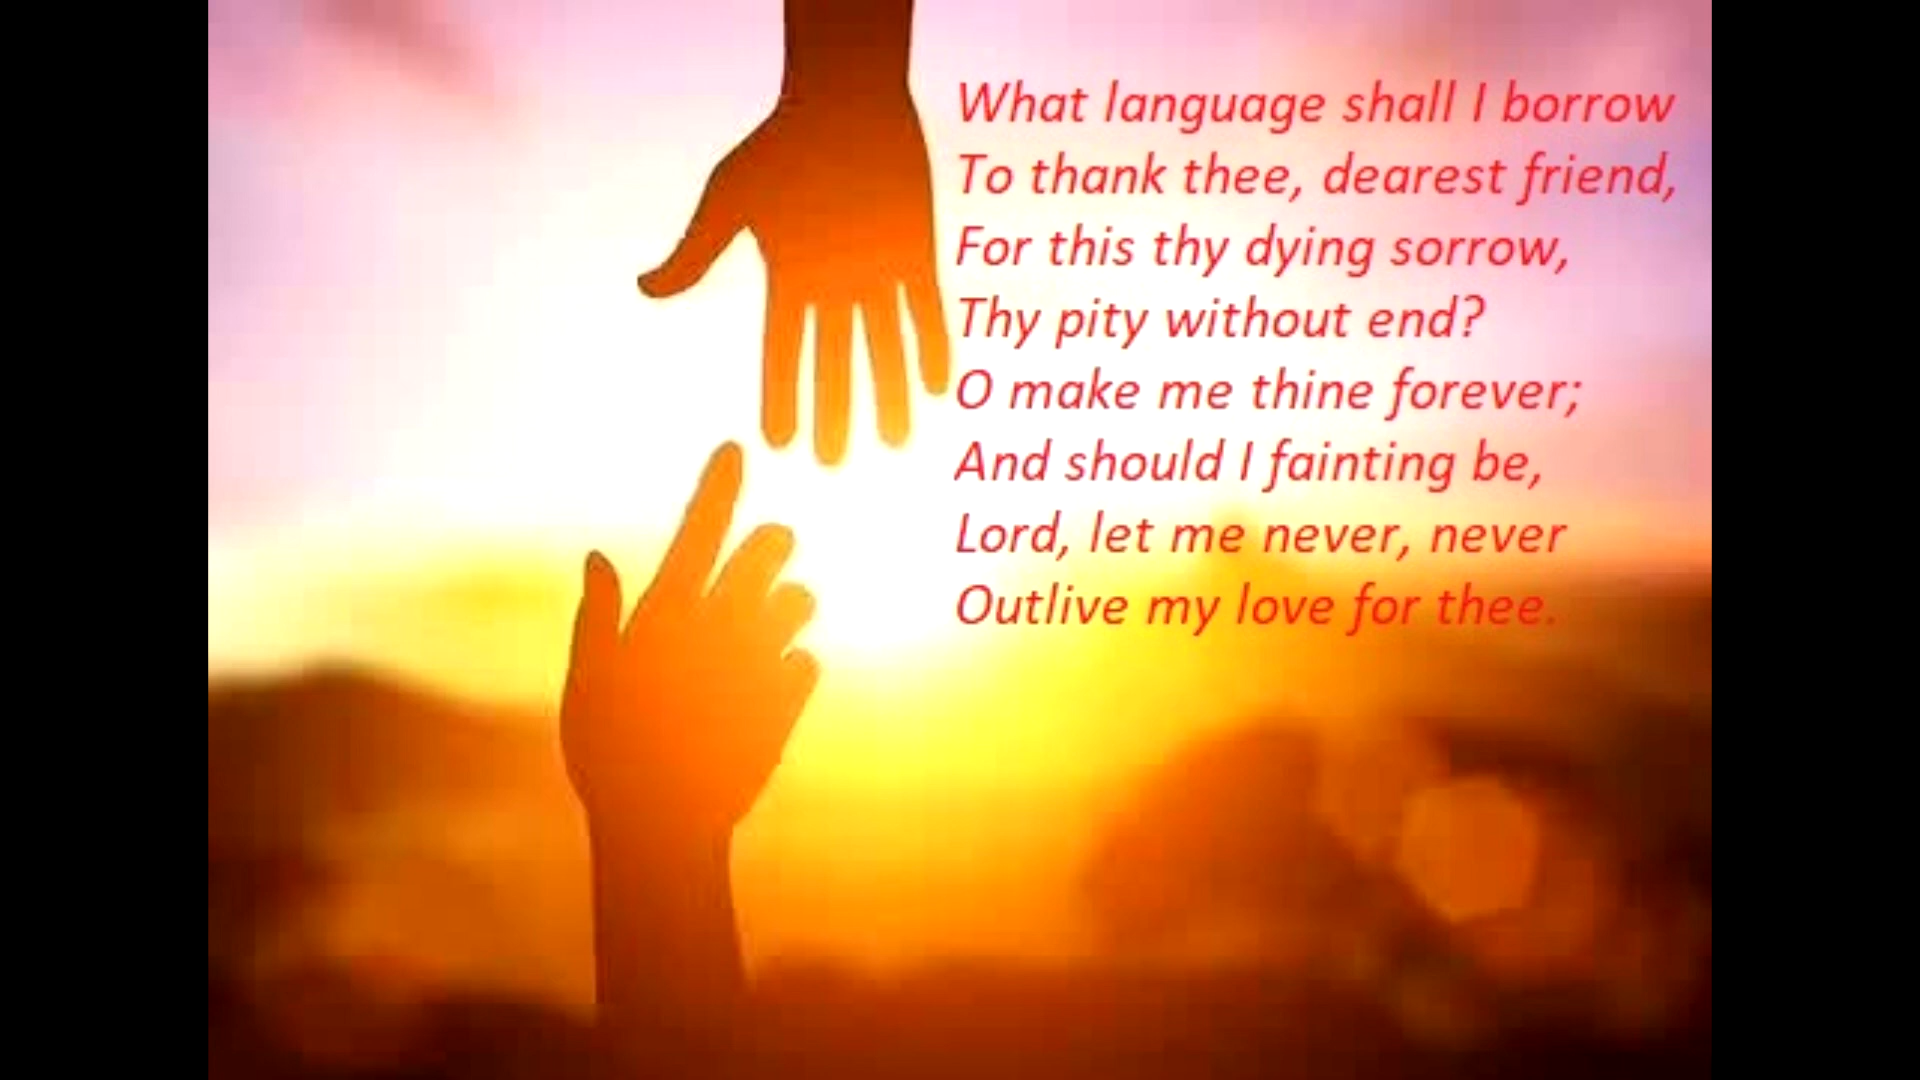 What language shall I borrow
To thank thee, dearest friend,
For this thy dying sorrow,
Thy pity without end?
O make me thine forever;
And should I fainting be,
Lord, let me never, never
Outlive my love for thee.